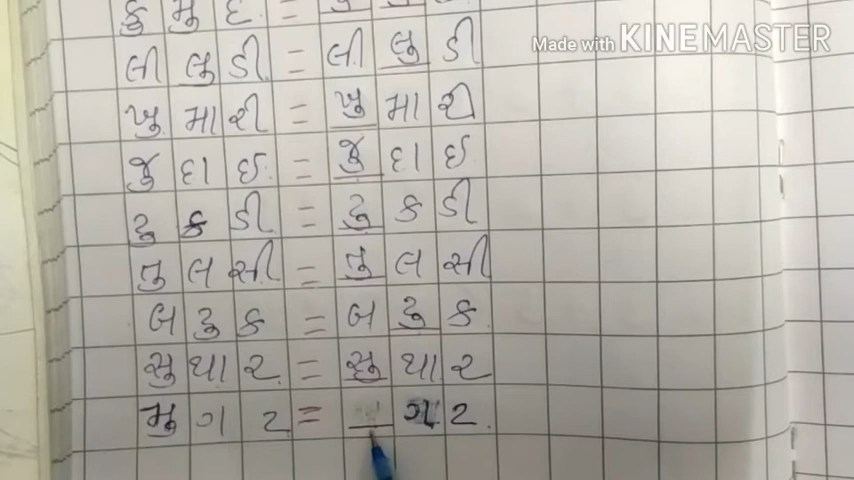 Made with KINEMASTER
કુ મુ દ = કુ મુ દ
લી લુ ડી = લી લુ ડી
ખુ મા રી = ખુ મા રી
જુ દા ઈ = જુ દા ઈ
ટુ ક ડી = ટુ ક ડી
તુ લ સી = તુ લ સી
બ ટુ ક = બ ટુ ક
સુ થા ર = સુ થા ર
મુ ગ ટ = _ ગ ટ